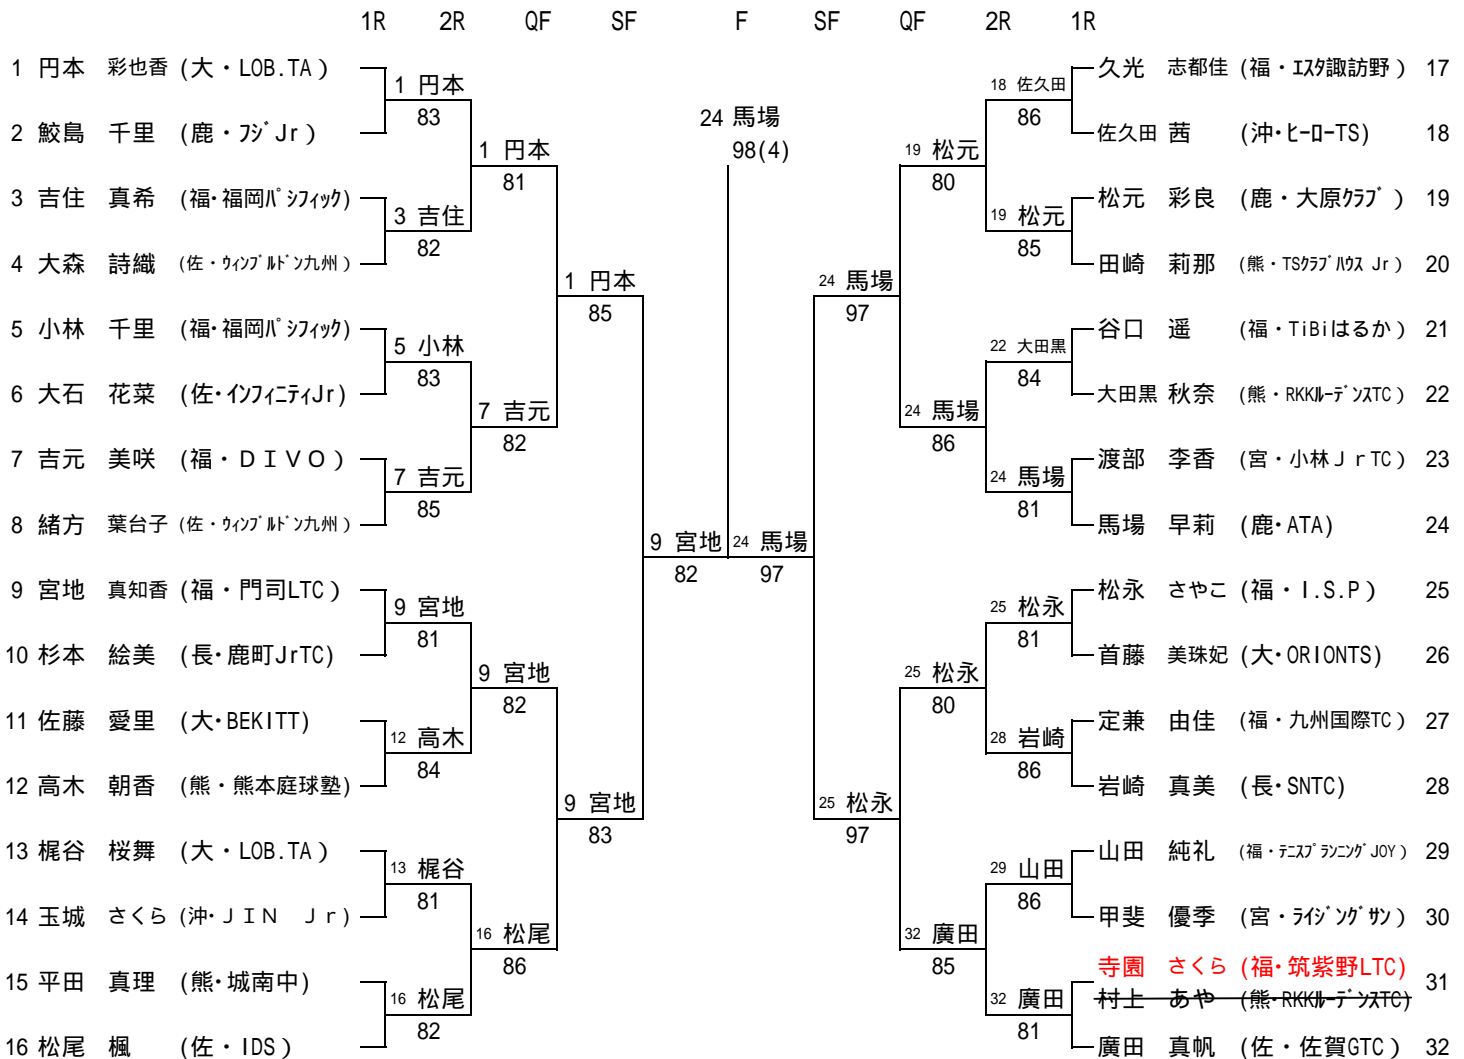 1R 2R QF SF F SF QF 2R 1R
1 円本 彩也香 (大・LOB.TA)
2 鮫島 千里 (鹿・フジJr)
3 吉住 真希 (福・福岡パシフィック)
4 大森 詩織 (佐・ウィンブルドン九州)
5 小林 千里 (福・福岡パシフィック)
6 大石 花菜 (佐・インフィニティJr)
7 吉元 美咲 (福・DIVO)
8 緒方 葉台子 (佐・ウィンブルドン九州)
9 宮地 真知香 (福・門司LTC)
10 杉本 絵美 (長・鹿町JrTC)
11 佐藤 愛里 (大・BEKITT)
12 高木 朝香 (熊・熊本庭球塾)
13 梶谷 桜舞 (大・LOB.TA)
14 玉城 さくら (沖・JIN Jr)
15 平田 真理 (熊・城南中)
16 松尾 楓 (佐・IDS)
1 円本
83
3 吉住
82
5 小林
83
7 吉元
85
9 宮地
81
12 高木
84
13 梶谷
81
16 松尾
82
1 円本
81
7 吉元
82
9 宮地
82
16 松尾
86
1 円本
85
9 宮地
83
9 宮地
82
24 馬場
98(4)
24 馬場
97
24 馬場
97
25 松永
97
19 松元
80
24 馬場
86
25 松永
80
32 廣田
85
18 佐久田
86
19 松元
85
22 大田黒
84
24 馬場
81
25 松永
81
28 岩崎
86
29 山田
86
32 廣田
81
久光 志都佳 (福・エスタ諏訪野) 17
佐久田 茜 (沖・ヒーローTS) 18
松元 彩良 (鹿・大原クラブ) 19
田崎 莉那 (熊・TSクラブハウス Jr) 20
谷口 遥 (福・TiBiはるか) 21
大田黒 秋奈 (熊・RKKルーデンスTC) 22
渡部 李香 (宮・小林JrTC) 23
馬場 早莉 (鹿・ATA) 24
松永 さやこ (福・I.S.P) 25
首藤 美珠妃 (大・ORIONTS) 26
定兼 由佳 (福・九州国際TC) 27
岩崎 真美 (長・SNTC) 28
山田 純礼 (福・テニスプランニングJOY) 29
甲斐 優季 (宮・ライジングサン) 30
寺園 さくら (福・筑紫野LTC) 31
村上 あや (熊・RKKルーデンスTC)
廣田 真帆 (佐・佐賀GTC) 32